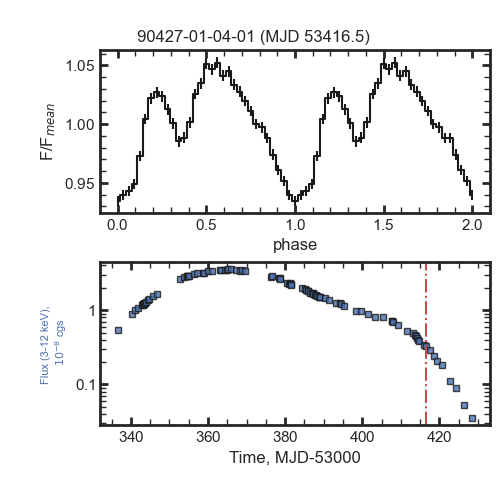 90427-01-04-01 (MJD 53416.5)
1.05
1.00
0.95
F/F_mean
0.0 0.5 1.0 1.5 2.0
phase
1
0.1
Flux (3-12 keV),
10⁻⁸ cgs
340 360 380 400 420
Time, MJD-53000